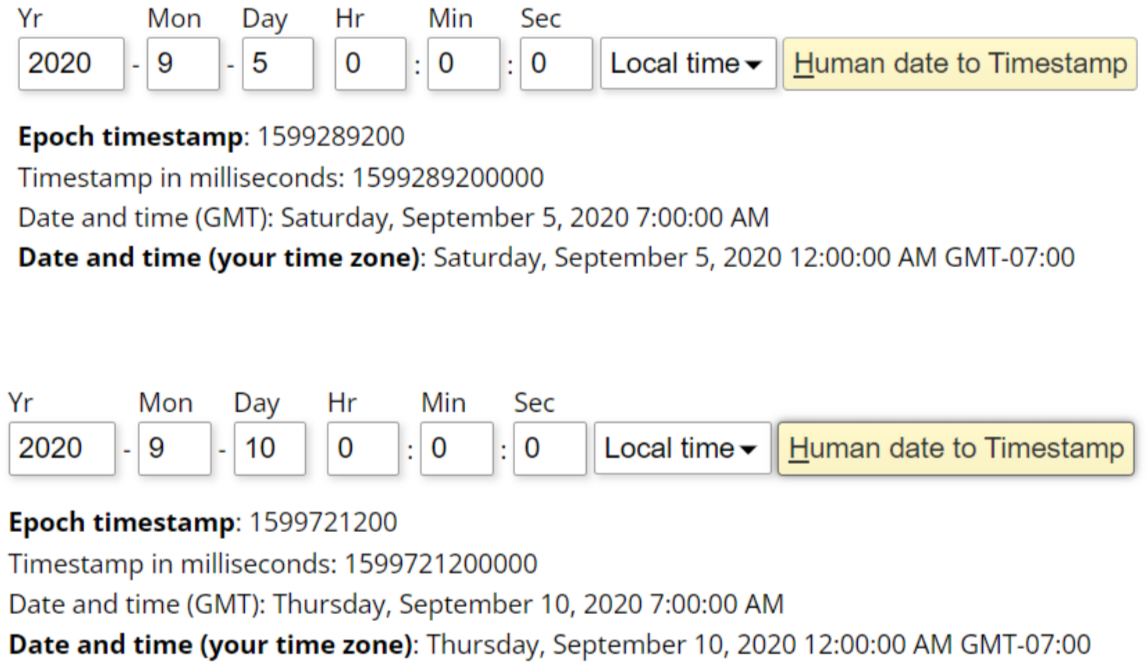 Yr Mon Day Hr Min Sec
2020 - 9 - 5 0 : 0 : 0 Local time Human date to Timestamp
Epoch timestamp: 1599289200
Timestamp in milliseconds: 1599289200000
Date and time (GMT): Saturday, September 5, 2020 7:00:00 AM
Date and time (your time zone): Saturday, September 5, 2020 12:00:00 AM GMT-07:00
Yr Mon Day Hr Min Sec
2020 - 9 - 10 0 : 0 : 0 Local time Human date to Timestamp
Epoch timestamp: 1599721200
Timestamp in milliseconds: 1599721200000
Date and time (GMT): Thursday, September 10, 2020 7:00:00 AM
Date and time (your time zone): Thursday, September 10, 2020 12:00:00 AM GMT-07:00